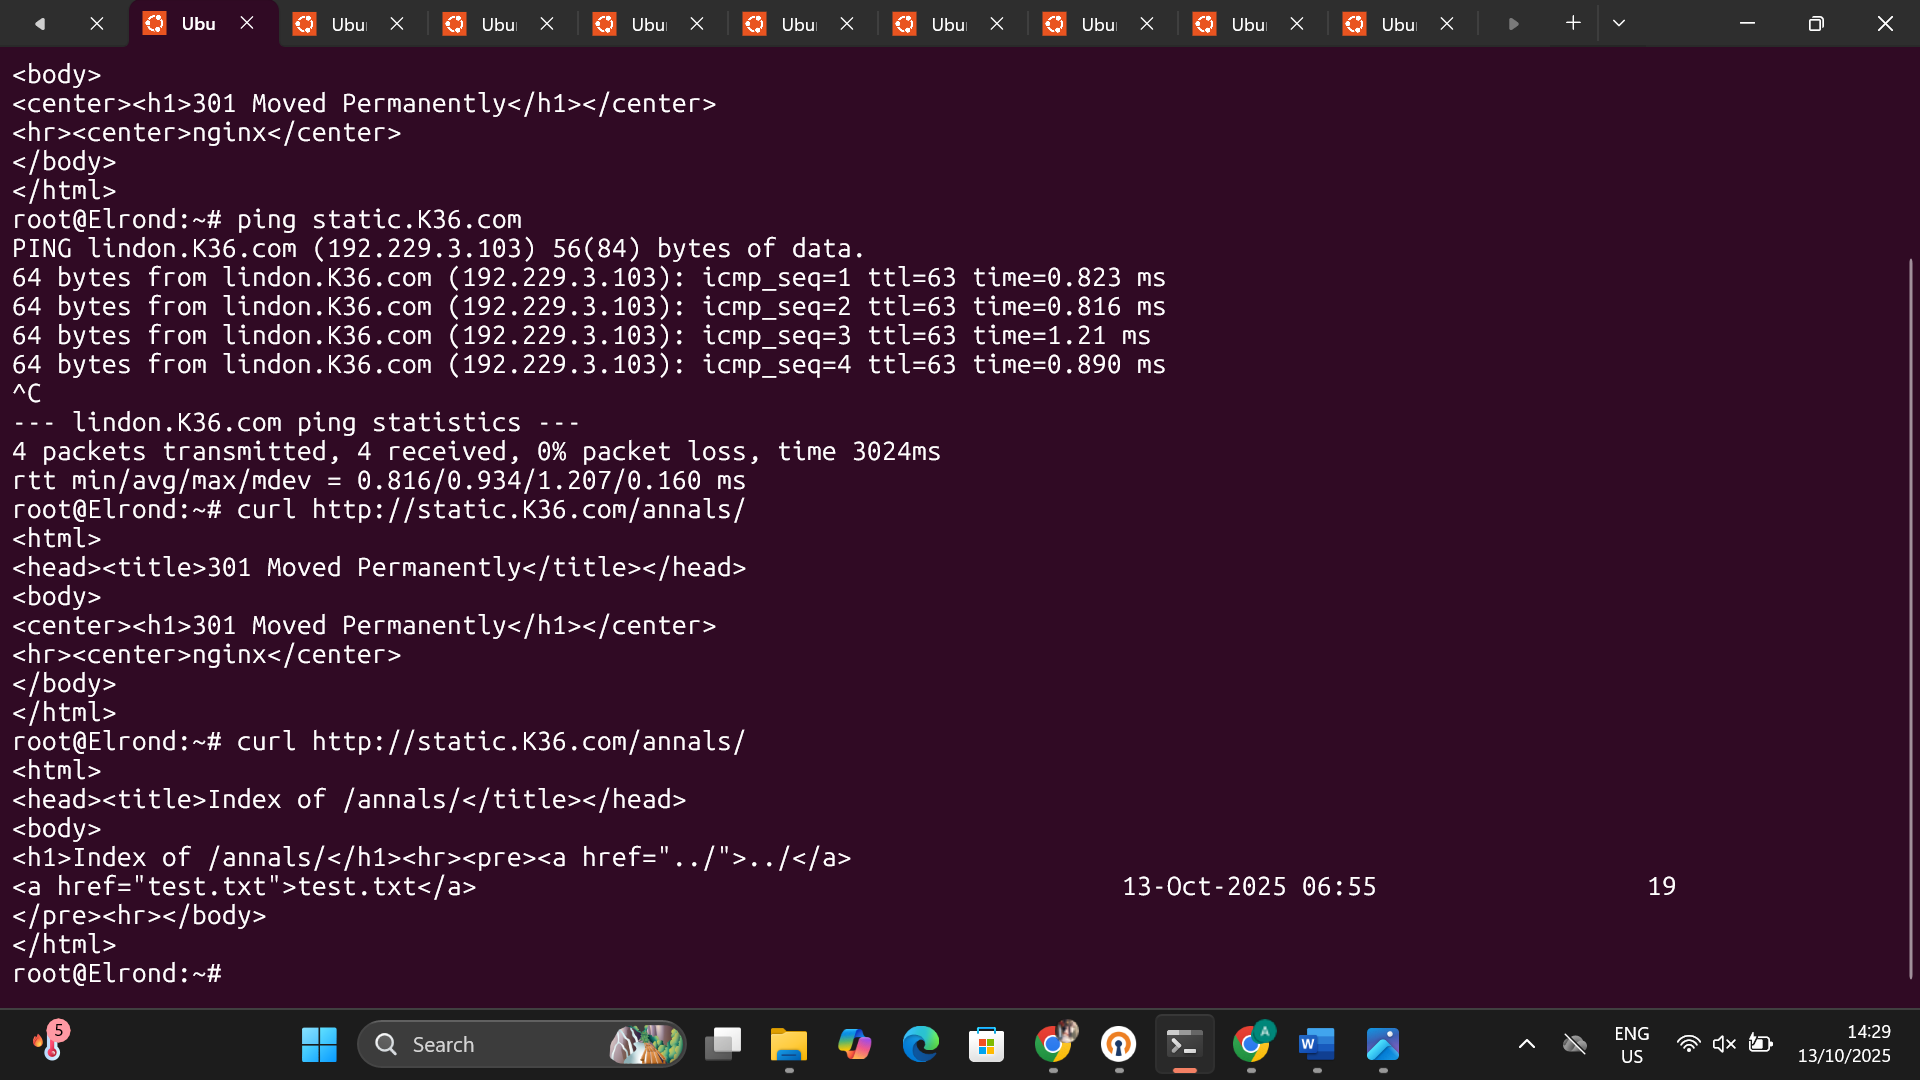 Ubu
Ubu
Ubu
Ubu
Ubu
Ubu
Ubu
Ubu
Ubu
<body>
<center><h1>301 Moved Permanently</h1></center>
<hr><center>nginx</center>
</body>
</html>
root@Elrond:~# ping static.K36.com
PING lindon.K36.com (192.229.3.103) 56(84) bytes of data.
64 bytes from lindon.K36.com (192.229.3.103): icmp_seq=1 ttl=63 time=0.823 ms
64 bytes from lindon.K36.com (192.229.3.103): icmp_seq=2 ttl=63 time=0.816 ms
64 bytes from lindon.K36.com (192.229.3.103): icmp_seq=3 ttl=63 time=1.21 ms
64 bytes from lindon.K36.com (192.229.3.103): icmp_seq=4 ttl=63 time=0.890 ms
^C
--- lindon.K36.com ping statistics ---
4 packets transmitted, 4 received, 0% packet loss, time 3024ms
rtt min/avg/max/mdev = 0.816/0.934/1.207/0.160 ms
root@Elrond:~# curl http://static.K36.com/annals/
<html>
<head><title>301 Moved Permanently</title></head>
<body>
<center><h1>301 Moved Permanently</h1></center>
<hr><center>nginx</center>
</body>
</html>
root@Elrond:~# curl http://static.K36.com/annals/
<html>
<head><title>Index of /annals/</title></head>
<body>
<h1>Index of /annals/</h1><hr><pre><a href="../">../</a>
<a href="test.txt">test.txt</a> 13-Oct-2025 06:55 19
</pre><hr></body>
</html>
root@Elrond:~#
5
Search
A
W
ENG
US
14:29
13/10/2025